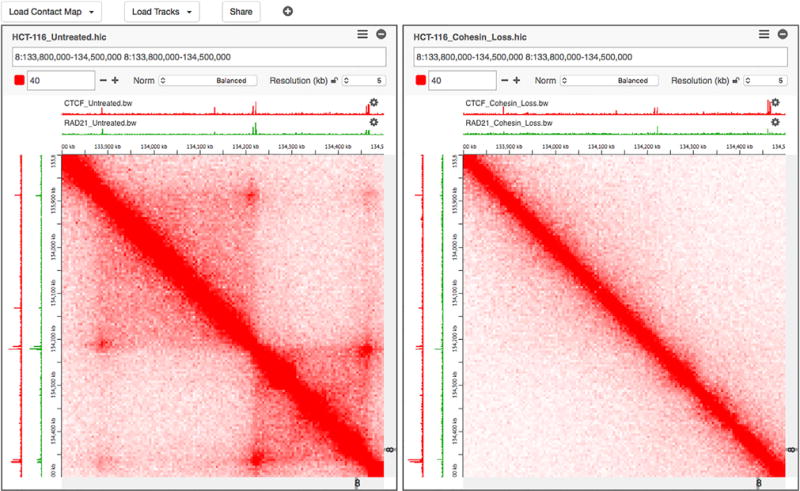 Load Contact Map Load Tracks Share
HCT-116_Untreated.hic
8:133,800,000-134,500,000 8:133,800,000-134,500,000
40 Norm Balanced Resolution (kb) 5
CTCF_Untreated.bw
RAD21_Untreated.bw
00 kb 133,900 kb 134,000 kb 134,100 kb 134,200 kb 134,300 kb 134,400 kb 134,5
133,8
133,900 kb
134,000 kb
134,100 kb
134,200 kb
134,300 kb
134,400 kb
00 kb
8
8
HCT-116_Cohesin_Loss.hic
8:133,800,000-134,500,000 8:133,800,000-134,500,000
40 Norm Balanced Resolution (kb) 5
CTCF_Cohesin_Loss.bw
RAD21_Cohesin_Loss.bw
00 kb 133,900 kb 134,000 kb 134,100 kb 134,200 kb 134,300 kb 134,400 kb 134,5
133,8
133,900 kb
134,000 kb
134,100 kb
134,200 kb
134,300 kb
134,400 kb
00 kb
8
8